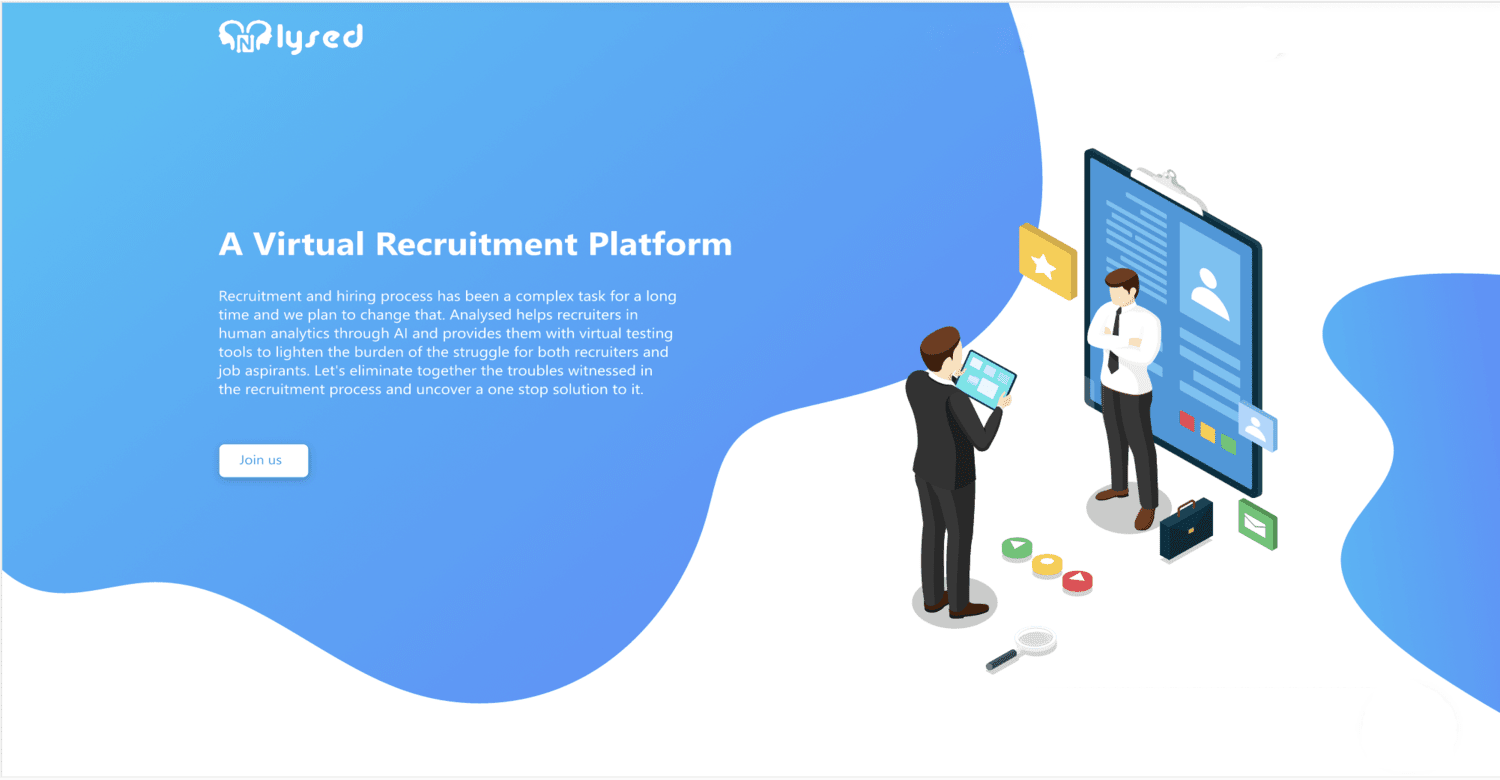 Nlysed
A Virtual Recruitment Platform
Recruitment and hiring process has been a complex task for a long
time and we plan to change that. Analysed helps recruiters in
human analytics through AI and provides them with virtual testing
tools to lighten the burden of the struggle for both recruiters and
job aspirants. Let's eliminate together the troubles witnessed in
the recruitment process and uncover a one stop solution to it.
Join us